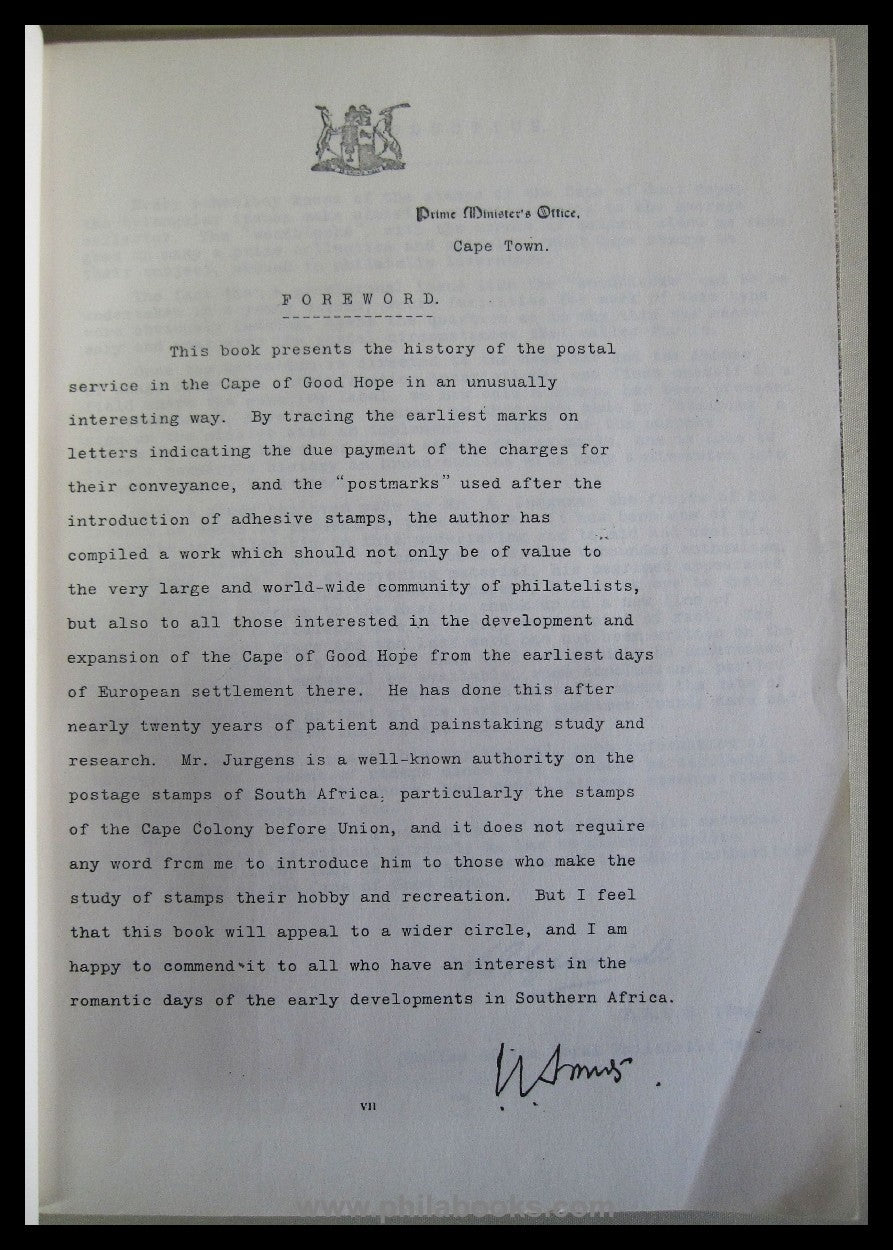 Prime Minister's Office,
Cape Town.
FOREWORD.
This book presents the history of the postal
service in the Cape of Good Hope in an unusually
interesting way. By tracing the earliest marks on
letters indicating the due payment of the charges for
their conveyance, and the "postmarks" used after the
introduction of adhesive stamps, the author has
compiled a work which should not only be of value to
the very large and world-wide community of philatelists,
but also to all those interested in the development and
expansion of the Cape of Good Hope from the earliest days
of European settlement there. He has done this after
nearly twenty years of patient and painstaking study and
research. Mr. Jurgens is a well-known authority on the
postage stamps of South Africa, particularly the stamps
of the Cape Colony before Union, and it does not require
any word frcm me to introduce him to those who make the
study of stamps their hobby and recreation. But I feel
that this book will appeal to a wider circle, and I am
happy to commend it to all who have an interest in the
romantic days of the early developments in Southern Africa.
VII
www.philabooks.com